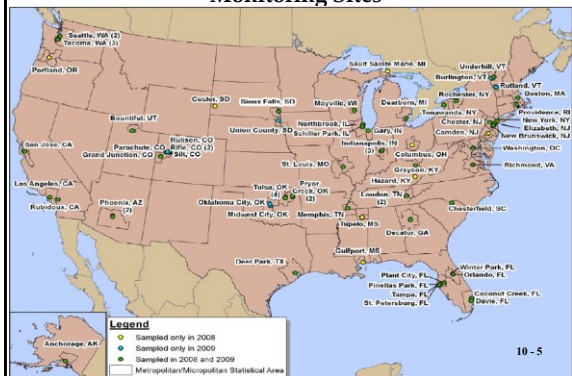 Monitoring Sites
Seattle, WA (2)
Tacoma, WA (3)
Portland, OR
Sault Sainte Marie, MI
Underhill, VT
Burlington, VT
Rutland, VT
Boston, MA
Custer, SD
Sioux Falls, SD
Mayville, WI
Dearborn, MI
Rochester, NY
Tonawanda, NY
Providence, RI
Bountiful, UT
Union County, SD
Northbrook, IL
Schiller Park, IL
Gary, IN
Chester, NJ
New York, NY
Elizabeth, NJ
Camden, NJ
New Brunswick, NJ
San Jose, CA
Rulison, CO
Parachute, CO
Rifle, CO (2)
Grand Junction, CO
Silt, CO
Indianapolis, IN
(3)
Columbus, OH
Washington, DC
St. Louis, MO
Grayson, KY
Richmond, VA
Hazard, KY
Los Angeles, CA
Rubidoux, CA
Phoenix, AZ
(2)
Tulsa, OK
(4)
Pryor
Creek, OK
(2)
Loudon, TN
(2)
Oklahoma City, OK
Midwest City, OK
Memphis, TN
Tupelo, MS
Chesterfield, SC
Decatur, GA
Gulfport, MS
Deer Park, TX
Winter Park, FL
Plant City, FL
Orlando, FL
Pinellas Park, FL
Tampa, FL
St. Petersburg, FL
Coconut Creek, FL
Davie, FL
Anchorage, AK
Legend
Sampled only in 2008
Sampled only in 2009
Sampled in 2008 and 2009
Metropolitan/Micropolitan Statistical Area
10 - 5